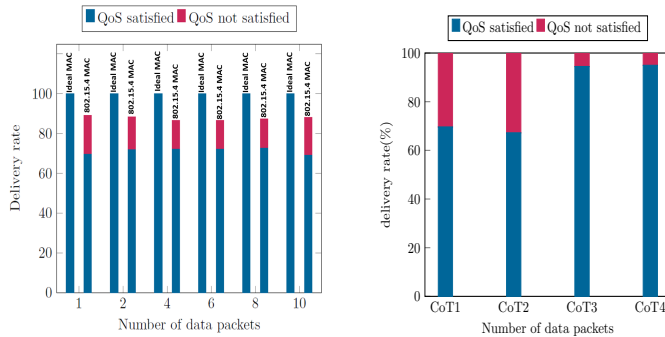 QoS satisfied QoS not satisfied
Delivery rate
100
80
60
40
20
0
Ideal MAC
802.15.4 MAC
Ideal MAC
802.15.4 MAC
Ideal MAC
802.15.4 MAC
Ideal MAC
802.15.4 MAC
Ideal MAC
802.15.4 MAC
Ideal MAC
802.15.4 MAC
1 2 4 6 8 10
Number of data packets
QoS satisfied QoS not satisfied
delivery rate(%)
100
80
60
40
20
0
CoT1 CoT2 CoT3 CoT4
Number of data packets